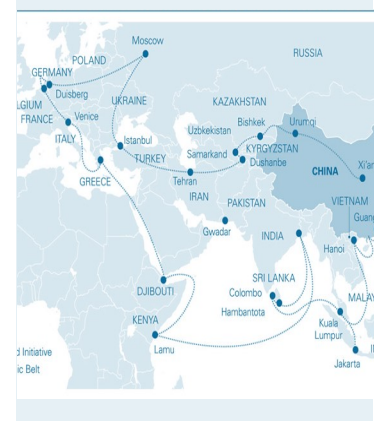 Moscow
RUSSIA
POLAND
GERMANY
Duisberg
LGIUM
UKRAINE
KAZAKHSTAN
FRANCE
Venice
Bishkek
Urumqi
Uzbekistan
ITALY
Istanbul
KYRGYZSTAN
TURKEY
Samarkand
Dushanbe
Xi'an
CHINA
GREECE
Tehran
IRAN
PAKISTAN
VIETNAM
Guang
Gwadar
INDIA
Hanoi
SRI LANKA
DJIBOUTI
Colombo
MALAY
Hambantota
KENYA
Kuala
Lumpur
d Initiative
Lamu
IN
ic Belt
Jakarta